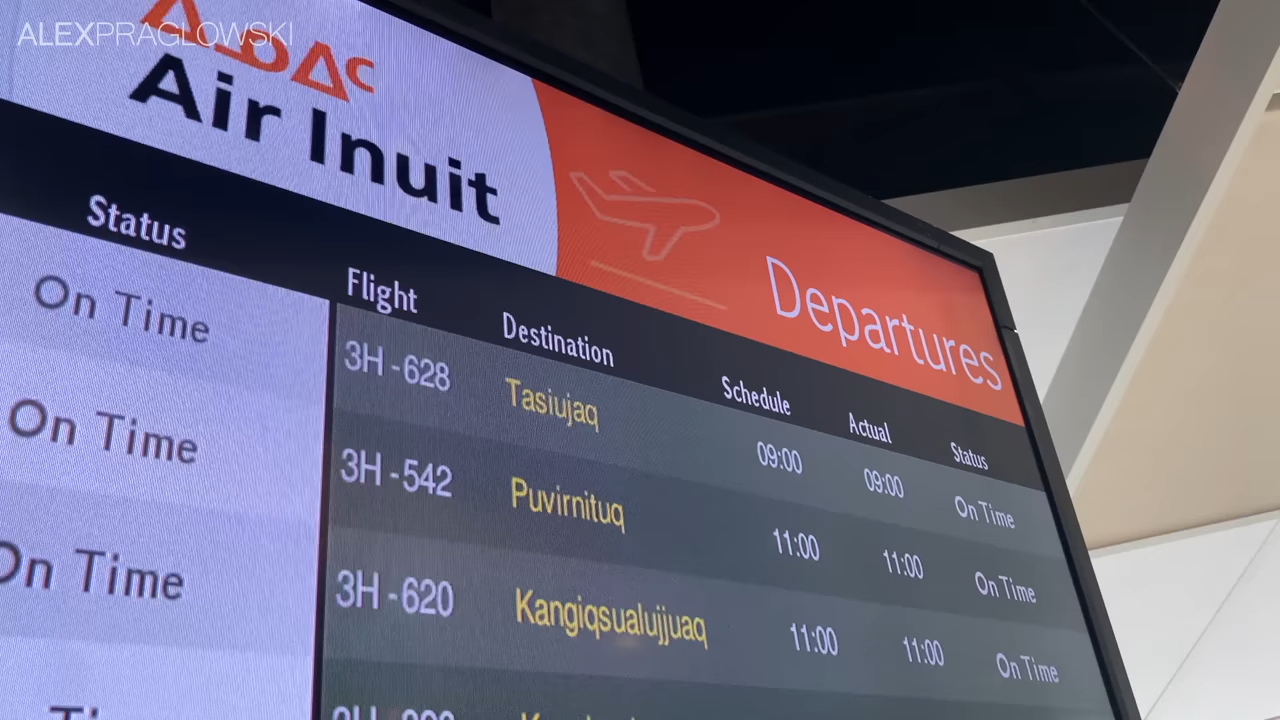 ALEXPRAGLOWSKI
Air Inuit
Departures
Status
On Time
On Time
On Time
Flight Destination Schedule Actual Status
3H-628 Tasiujaq 09:00 09:00 On Time
3H-542 Puvirnituq 11:00 11:00 On Time
3H-620 Kangiqsualujjuaq 11:00 11:00 On Time